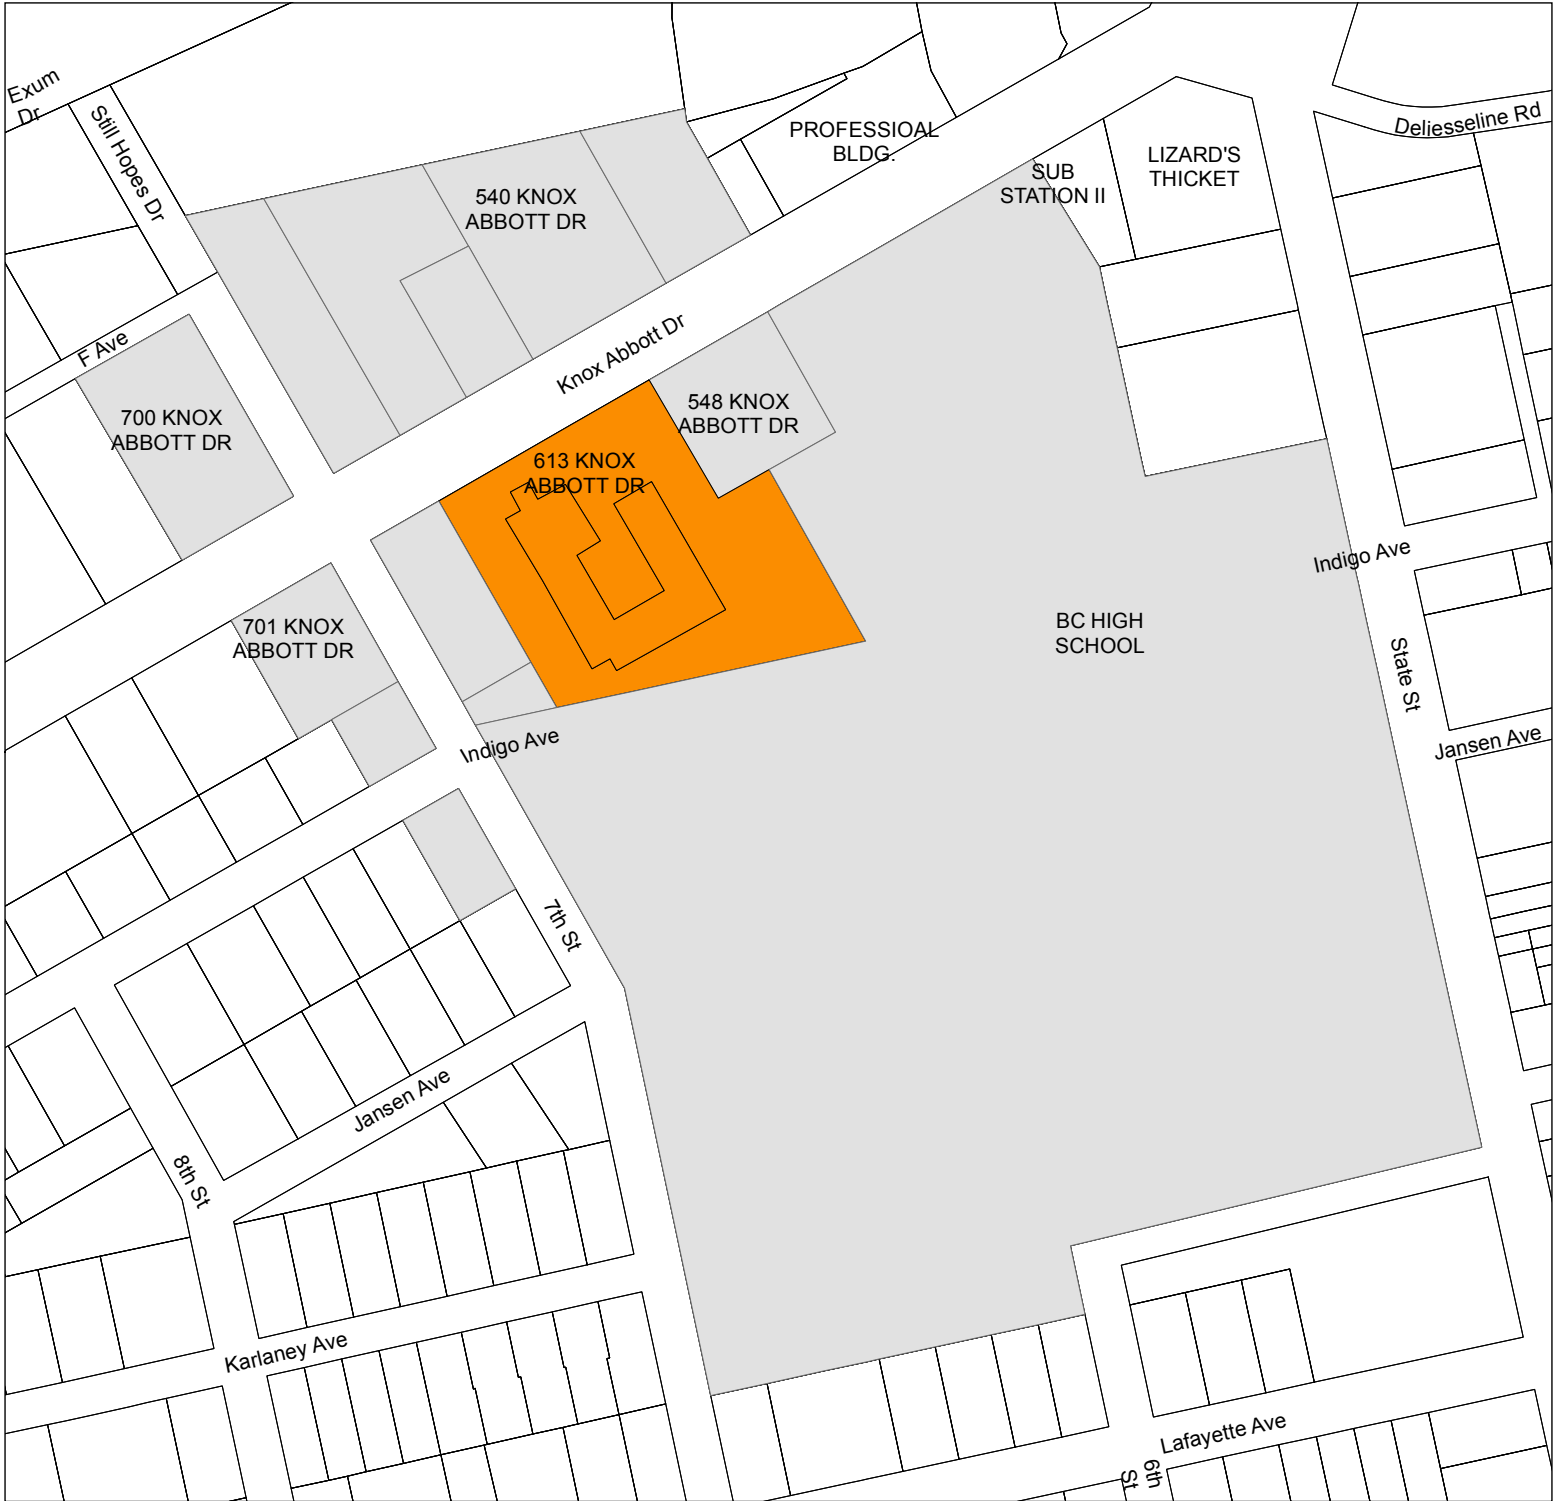 Exum
Dr
Still Hopes Dr
PROFESSIOAL
BLDG.
Deliesseline Rd
LIZARD'S
THICKET
SUB
STATION II
540 KNOX
ABBOTT DR
F Ave
Knox Abbott Dr
700 KNOX
ABBOTT DR
548 KNOX
ABBOTT DR
613 KNOX
ABBOTT DR
Indigo Ave
701 KNOX
ABBOTT DR
BC HIGH
SCHOOL
State St
Indigo Ave
Jansen Ave
7th St
Jansen Ave
8th St
Karlaney Ave
Lafayette Ave
6th
St